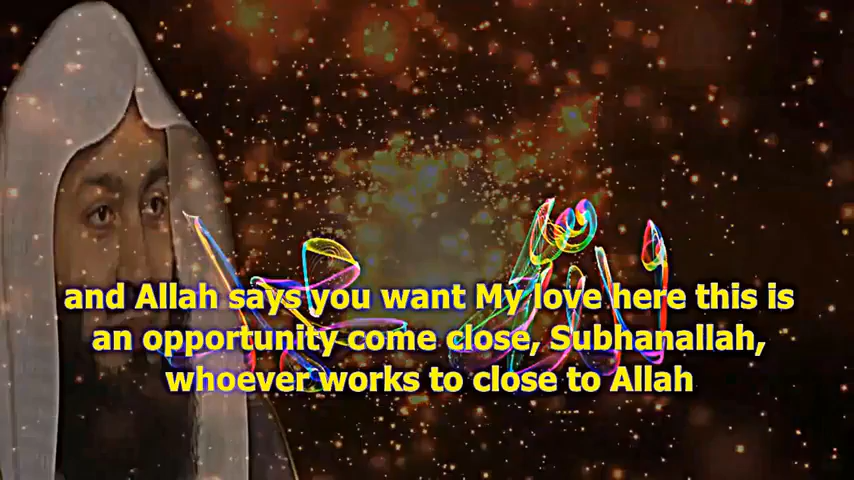 and Allah says you want My love here this is
an opportunity come close, Subhanallah,
whoever works to close to Allah